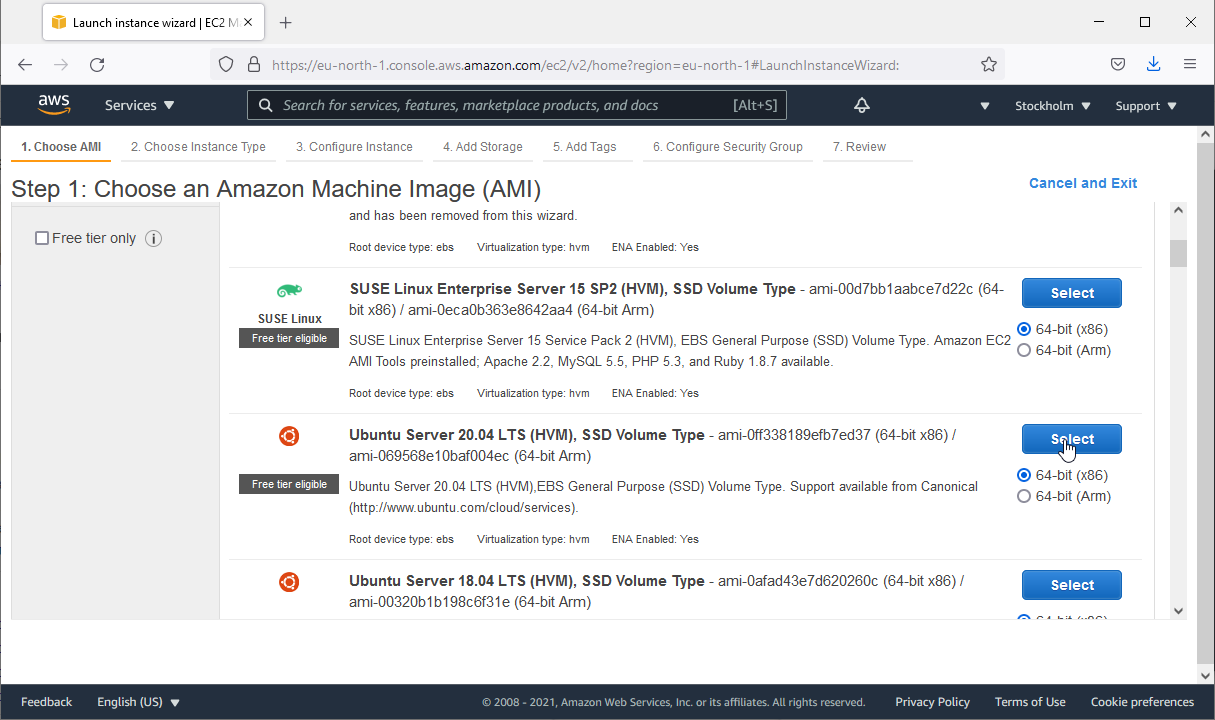 Launch instance wizard | EC2 M
https://eu-north-1.console.aws.amazon.com/ec2/v2/home?region=eu-north-1#LaunchInstanceWizard:
aws Services Search for services, features, marketplace products, and docs [Alt+S] Stockholm Support
1. Choose AMI 2. Choose Instance Type 3. Configure Instance 4. Add Storage 5. Add Tags 6. Configure Security Group 7. Review
Step 1: Choose an Amazon Machine Image (AMI) Cancel and Exit
Free tier only
and has been removed from this wizard.
Root device type: ebs Virtualization type: hvm ENA Enabled: Yes
SUSE Linux
Free tier eligible
SUSE Linux Enterprise Server 15 SP2 (HVM), SSD Volume Type - ami-00d7bb1aabce7d22c (64-
bit x86) / ami-0eca0b363e8642aa4 (64-bit Arm)
SUSE Linux Enterprise Server 15 Service Pack 2 (HVM), EBS General Purpose (SSD) Volume Type. Amazon EC2
AMI Tools preinstalled; Apache 2.2, MySQL 5.5, PHP 5.3, and Ruby 1.8.7 available.
Root device type: ebs Virtualization type: hvm ENA Enabled: Yes
Select
64-bit (x86)
64-bit (Arm)
Free tier eligible
Ubuntu Server 20.04 LTS (HVM), SSD Volume Type - ami-0ff338189efb7ed37 (64-bit x86) /
ami-069568e10baf004ec (64-bit Arm)
Ubuntu Server 20.04 LTS (HVM),EBS General Purpose (SSD) Volume Type. Support available from Canonical
(http://www.ubuntu.com/cloud/services).
Root device type: ebs Virtualization type: hvm ENA Enabled: Yes
Select
64-bit (x86)
64-bit (Arm)
Ubuntu Server 18.04 LTS (HVM), SSD Volume Type - ami-0afad43e7d620260c (64-bit x86) /
ami-00320b1b198c6f31e (64-bit Arm)
Select
64-bit (x86)
Feedback English (US) © 2008 - 2021, Amazon Web Services, Inc. or its affiliates. All rights reserved. Privacy Policy Terms of Use Cookie preferences